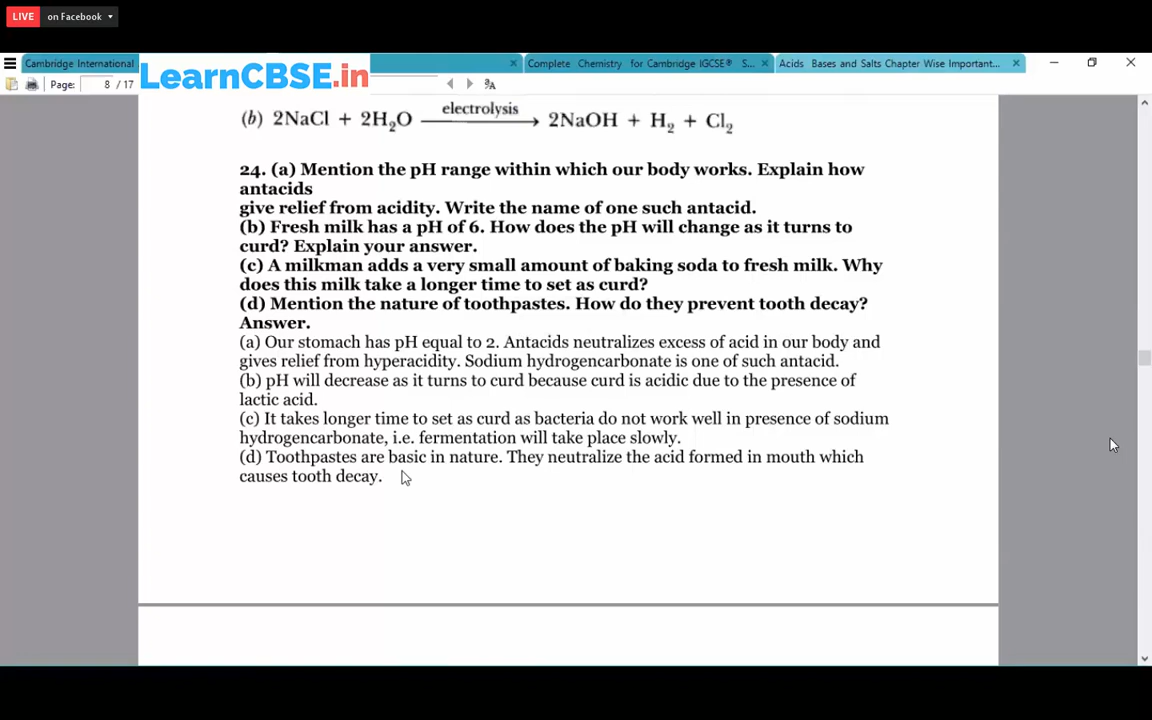 LIVE on Facebook
Cambridge International
Complete Chemistry for Cambridge IGCSE® S...
Acids Bases and Salts Chapter Wise Important...
Page: 8 / 17
LearnCBSE.in
(b) 2NaCl + 2H₂O electrolysis → 2NaOH + H₂ + Cl₂
24. (a) Mention the pH range within which our body works. Explain how
antacids
give relief from acidity. Write the name of one such antacid.
(b) Fresh milk has a pH of 6. How does the pH will change as it turns to
curd? Explain your answer.
(c) A milkman adds a very small amount of baking soda to fresh milk. Why
does this milk take a longer time to set as curd?
(d) Mention the nature of toothpastes. How do they prevent tooth decay?
Answer.
(a) Our stomach has pH equal to 2. Antacids neutralizes excess of acid in our body and
gives relief from hyperacidity. Sodium hydrogencarbonate is one of such antacid.
(b) pH will decrease as it turns to curd because curd is acidic due to the presence of
lactic acid.
(c) It takes longer time to set as curd as bacteria do not work well in presence of sodium
hydrogencarbonate, i.e. fermentation will take place slowly.
(d) Toothpastes are basic in nature. They neutralize the acid formed in mouth which
causes tooth decay.